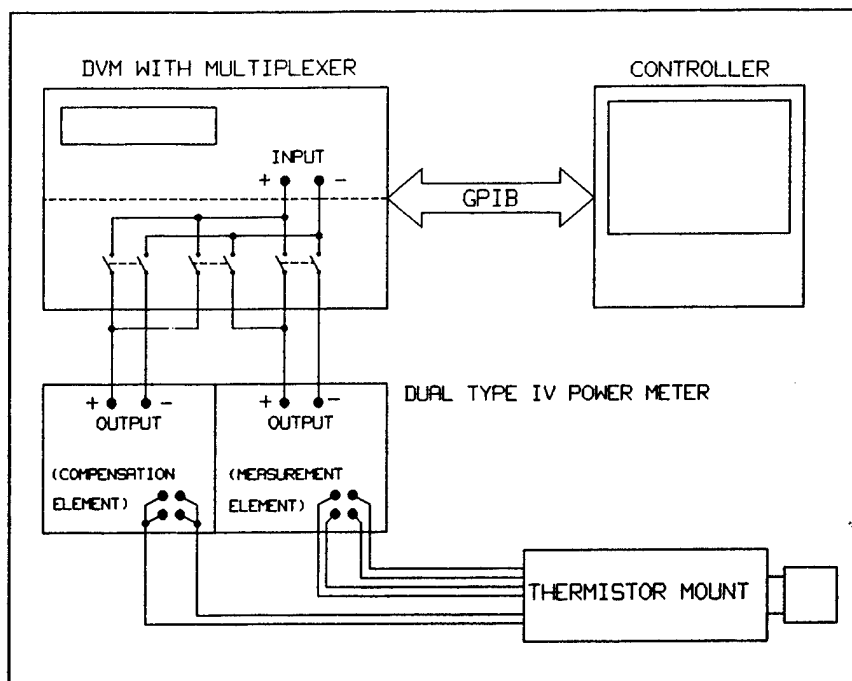 DVM WITH MULTIPLEXER
CONTROLLER
INPUT
+ -
GPIB
DUAL TYPE IV POWER METER
+ - + -
OUTPUT OUTPUT
(COMPENSATION ELEMENT)
(MEASUREMENT ELEMENT)
THERMISTOR MOUNT